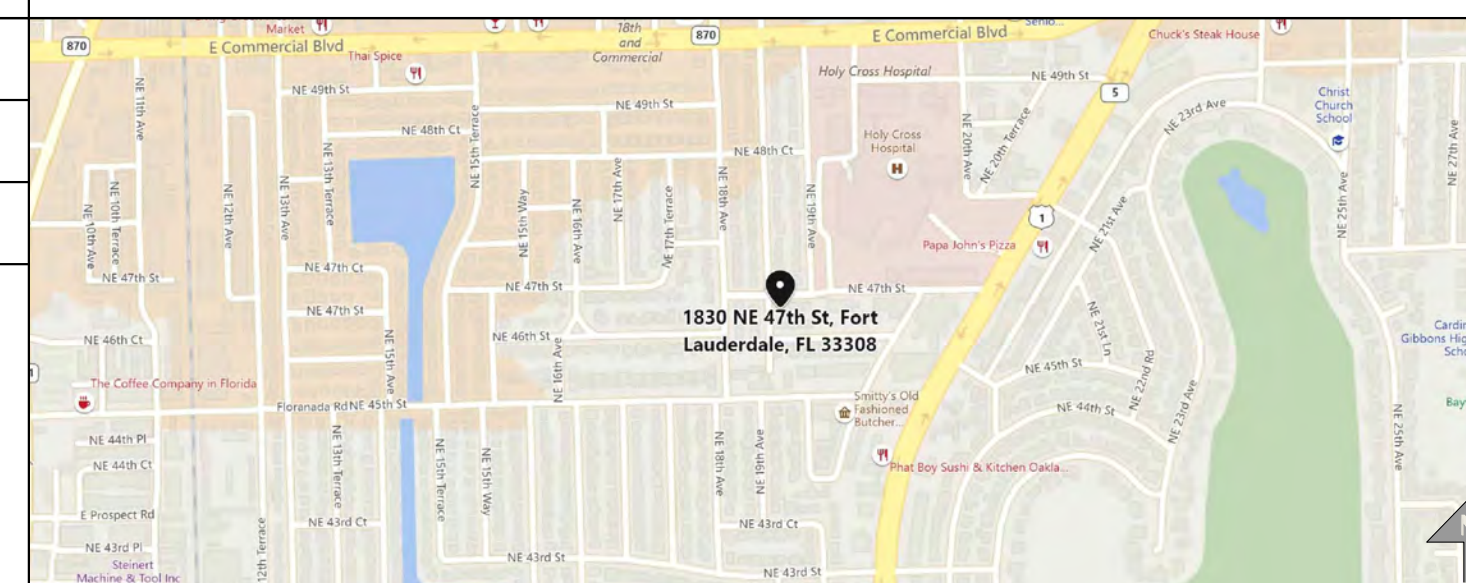 Market
18th
and
Commercial
Senio...
870
E Commercial Blvd
870
E Commercial Blvd
Chuck's Steak House
Thai Spice
Holy Cross Hospital
NE 49th St
5
NE 11th Ave
NE 49th St
NE 49th St
NE 23rd Ave
Christ
Church
School
NE 15th Terrace
NE 48th Ct
Holy Cross
Hospital
H
NE 20th Ave
NE 20th Terrace
NE 27th Ave
NE 13th Terrace
NE 48th Ct
NE 10th Ave
NE 10th Terrace
NE 12th Ave
NE 13th Ave
NE 15th Way
NE 16th Ave
NE 17th Ave
NE 17th Terrace
NE 18th Ave
NE 19th Ave
1
NE 21st Ave
NE 25th Ave
Papa John's Pizza
NE 47th St
NE 47th Ct
NE 47th St
NE 47th St
NE 47th St
1830 NE 47th St, Fort
Lauderdale, FL 33308
NE 46th Ct
NE 15th Ave
NE 46th St
NE 16th Ave
NE 21st Ln
Cardin
Gibbons Hig
Scho
NE 45th St
NE 22nd Rd
NE 23rd Ave
The Coffee Company in Florida
Floranada Rd
NE 45th St
Smitty's Old
Fashioned
Butcher...
NE 44th St
Bay
NE 44th Pl
NE 44th Ct
NE 13th Terrace
NE 15th Terrace
NE 15th Way
NE 18th Ave
NE 19th Ave
Phat Boy Sushi & Kitchen Oakla...
NE 25th Ave
E Prospect Rd
NE 43rd Ct
NE 43rd Ct
NE 43rd Pl
12th Terrace
NE 43rd St
NE 43rd St
Steinert
Machine & Tool Inc
N